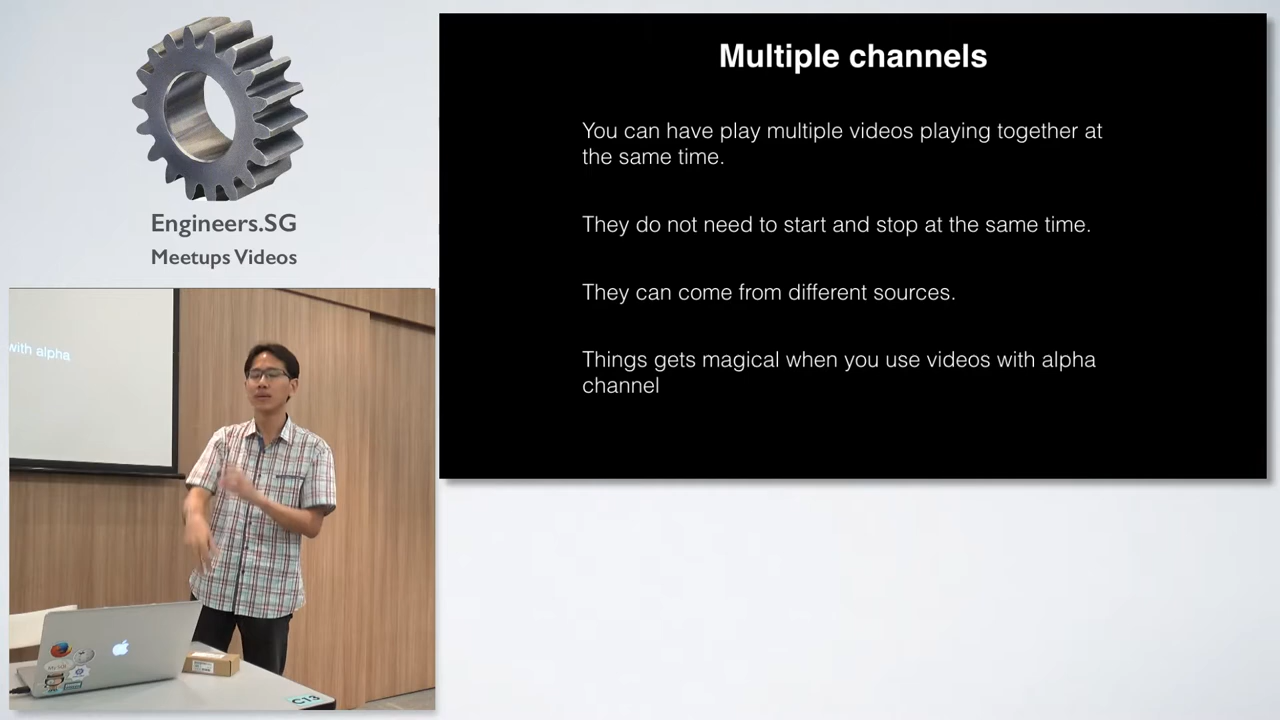 Engineers.SG
Meetups Videos
Multiple channels
You can have play multiple videos playing together at
the same time.
They do not need to start and stop at the same time.
They can come from different sources.
Things gets magical when you use videos with alpha
channel
with alpha
C13